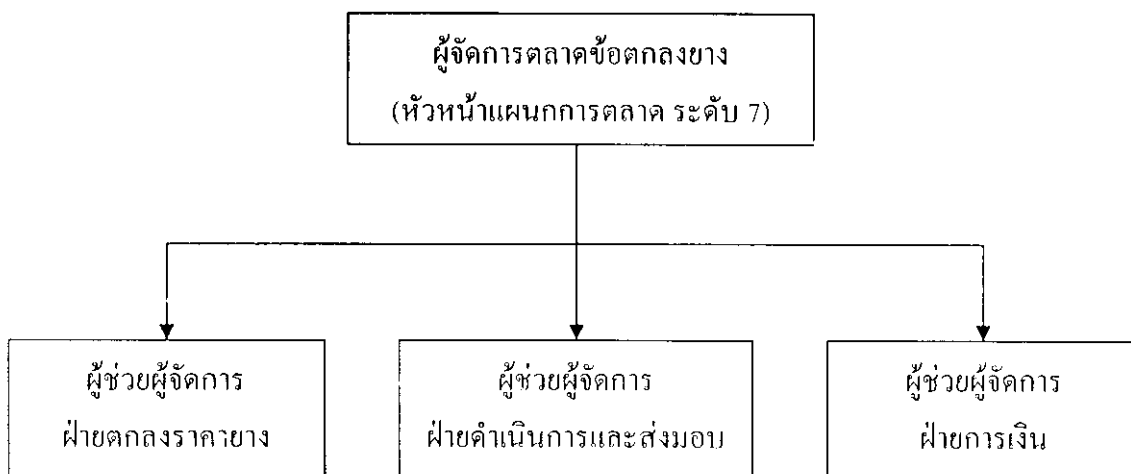 ผู้จัดการตลาดข้อตกลงยาง
(หัวหน้าแผนกการตลาด ระดับ 7)
ผู้ช่วยผู้จัดการ
ฝ่ายตกลงราคายาง
ผู้ช่วยผู้จัดการ
ฝ่ายดำเนินการและส่งมอบ
ผู้ช่วยผู้จัดการ
ฝ่ายการเงิน